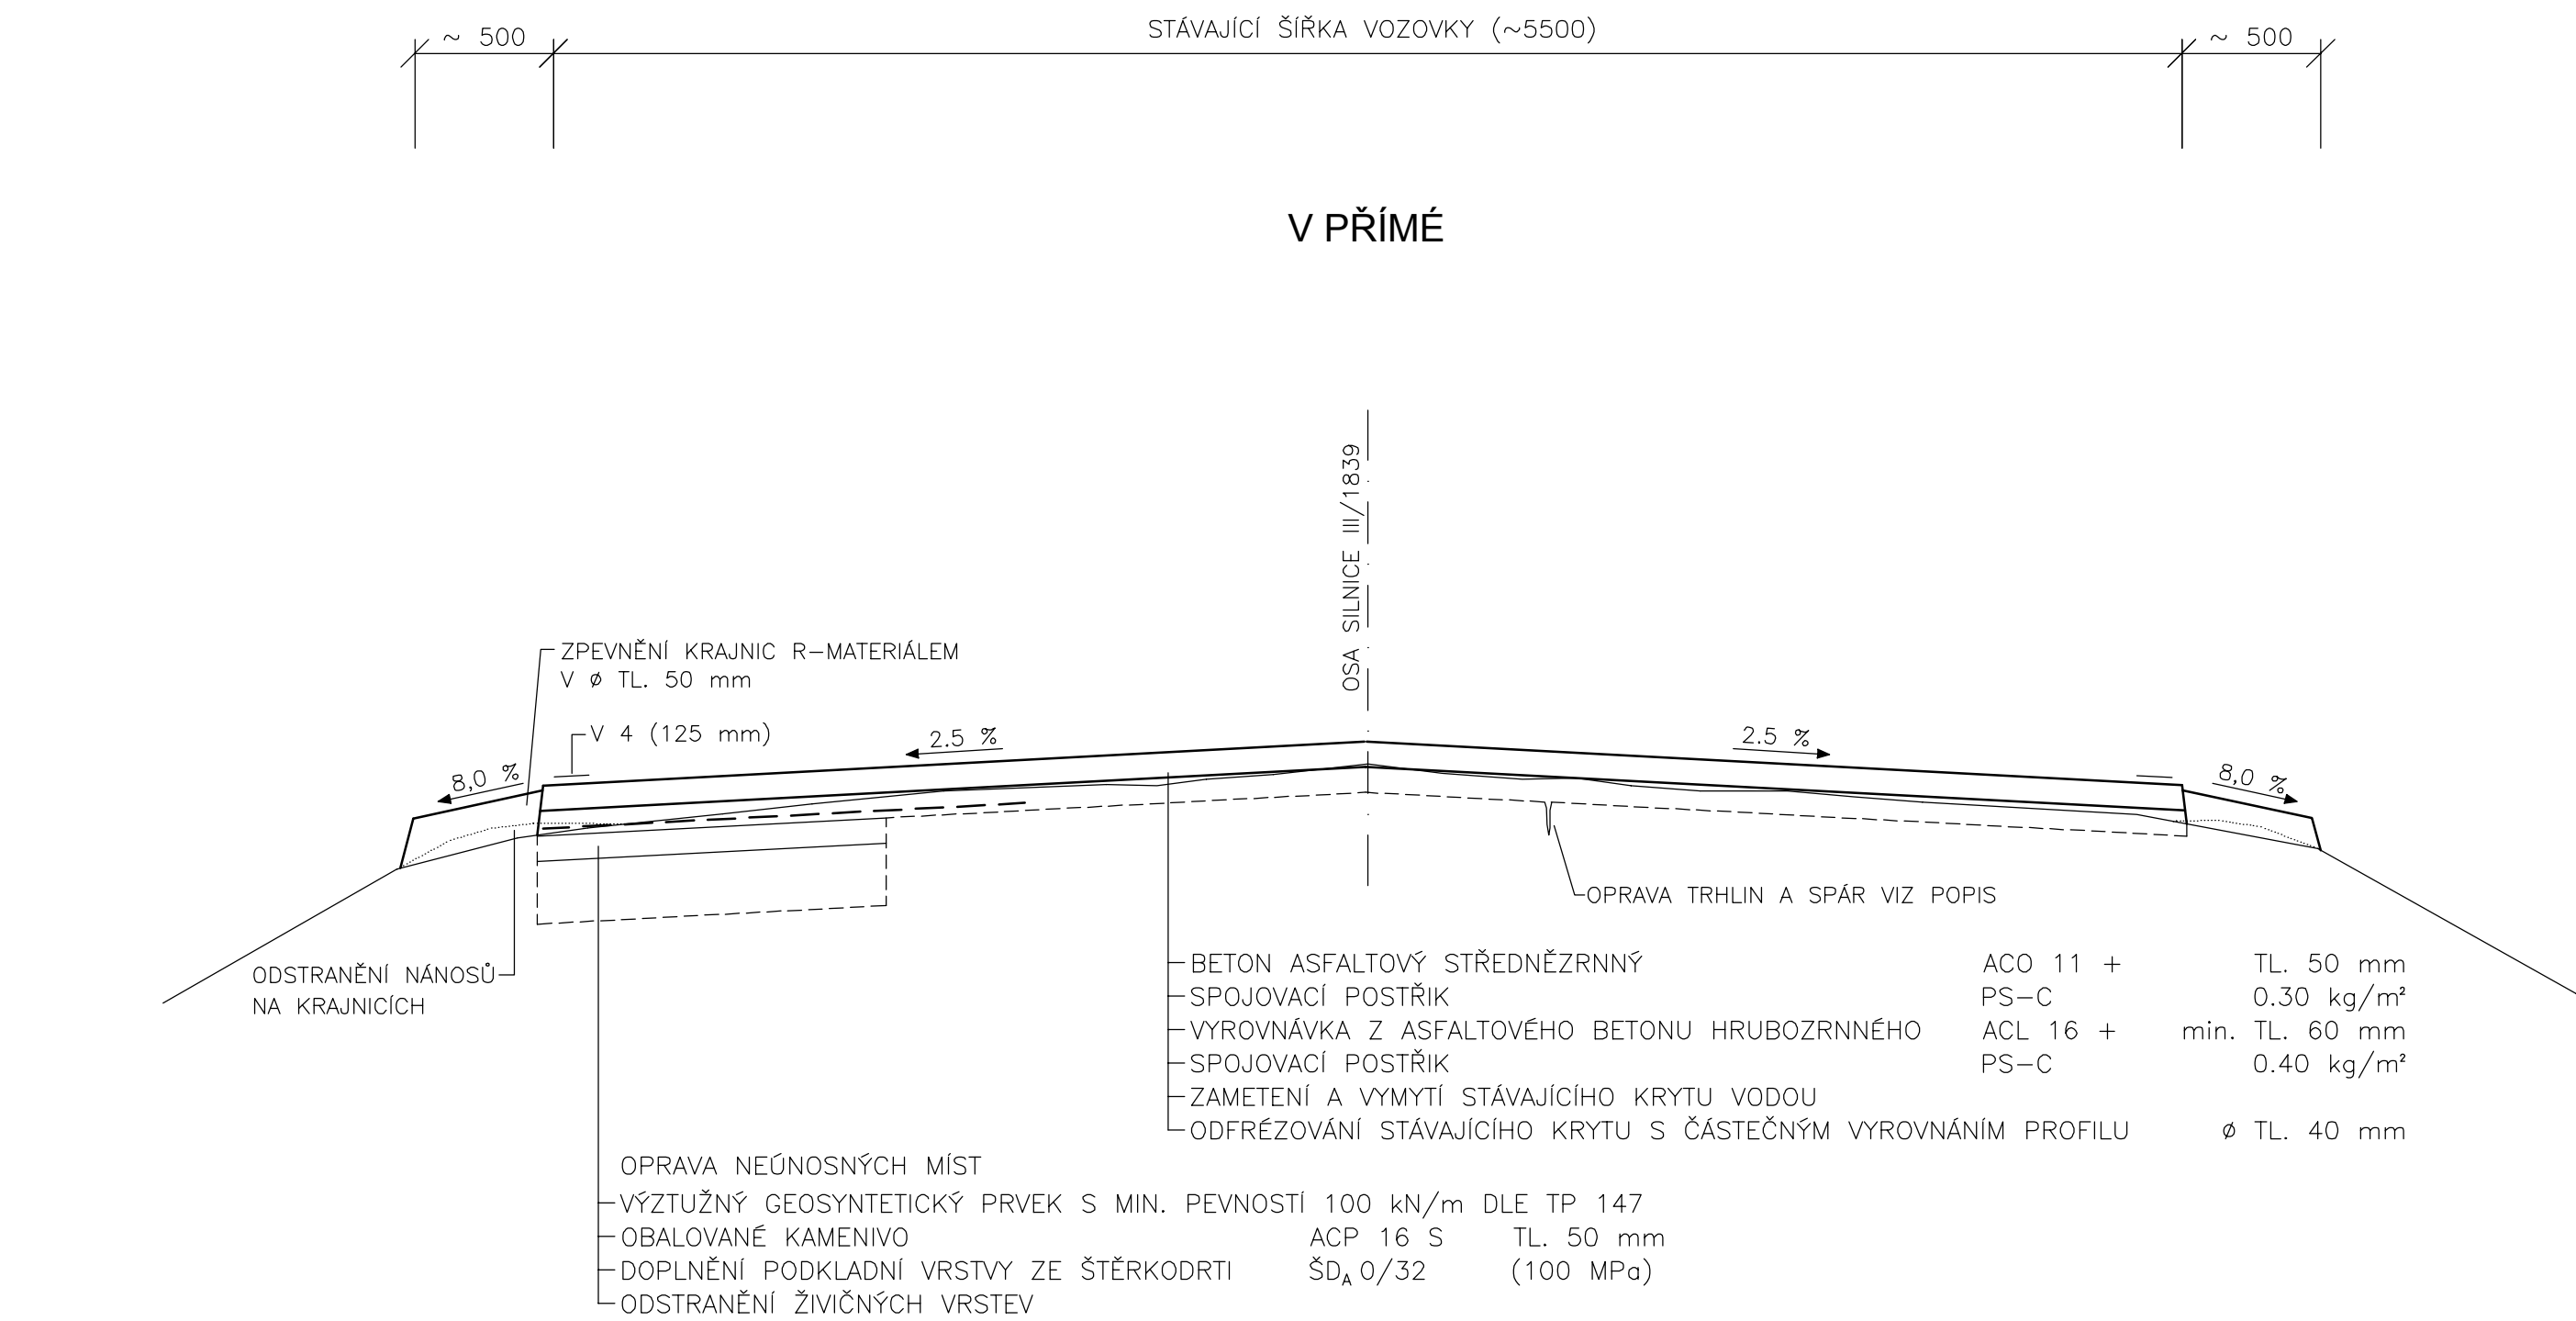 ~ 500
STÁVAJÍCÍ ŠÍŘKA VOZOVKY (~5500)
~ 500
V PŘÍMÉ
OSA SILNICE III/1839
ZPEVNĚNÍ KRAJNIC R-MATERIÁLEM
V ø TL. 50 mm
V 4 (125 mm)
8,0 %
2.5 %
2.5 %
8,0 %
OPRAVA TRHLIN A SPÁR VIZ POPIS
ODSTRANĚNÍ NÁNOSŮ
NA KRAJNICÍCH
BETON ASFALTOVÝ STŘEDNĚZRNNÝ ACO 11 + TL. 50 mm
SPOJOVACÍ POSTŘIK PS-C 0.30 kg/m²
VYROVNÁVKA Z ASFALTOVÉHO BETONU HRUBOZRNNÉHO ACL 16 + min. TL. 60 mm
SPOJOVACÍ POSTŘIK PS-C 0.40 kg/m²
ZAMETENÍ A VYMYTÍ STÁVAJÍCÍHO KRYTU VODOU
ODFRÉZOVÁNÍ STÁVAJÍCÍHO KRYTU S ČÁSTEČNÝM VYROVNÁNÍM PROFILU ø TL. 40 mm
OPRAVA NEÚNOSNÝCH MÍST
VÝZTUŽNÝ GEOSYNTETICKÝ PRVEK S MIN. PEVNOSTÍ 100 kN/m DLE TP 147
OBALOVANÉ KAMENIVO ACP 16 S TL. 50 mm
DOPLNĚNÍ PODKLADNÍ VRSTVY ZE ŠTĚRKODRTI ŠDA 0/32 (100 MPa)
ODSTRANĚNÍ ŽIVIČNÝCH VRSTEV